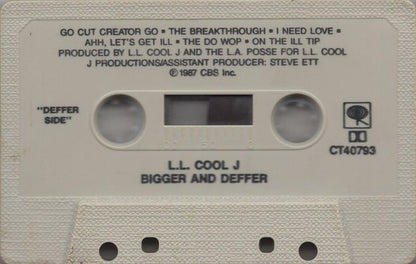 GO CUT CREATOR GO • THE BREAKTHROUGH • I NEED LOVE •
AHH, LET'S GET ILL • THE DO WOP • ON THE ILL TIP
PRODUCED BY L.L. COOL J AND THE L.A. POSSE FOR L.L. COOL
J PRODUCTIONS/ASSISTANT PRODUCER: STEVE ETT
℗ 1987 CBS Inc.
"DEFFER
SIDE"
CT40793
L.L. COOL J
BIGGER AND DEFFER